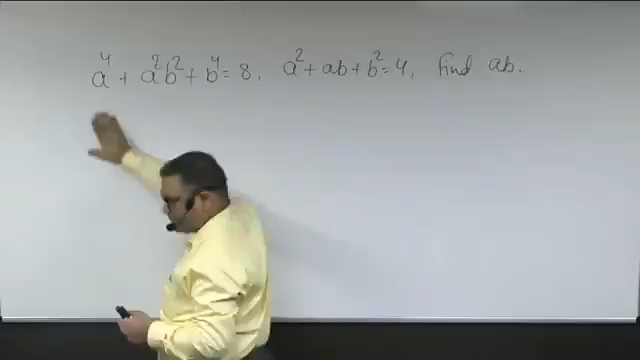 a⁴ + a²b² + b⁴ = 8, a² + ab + b² = 4, find ab.